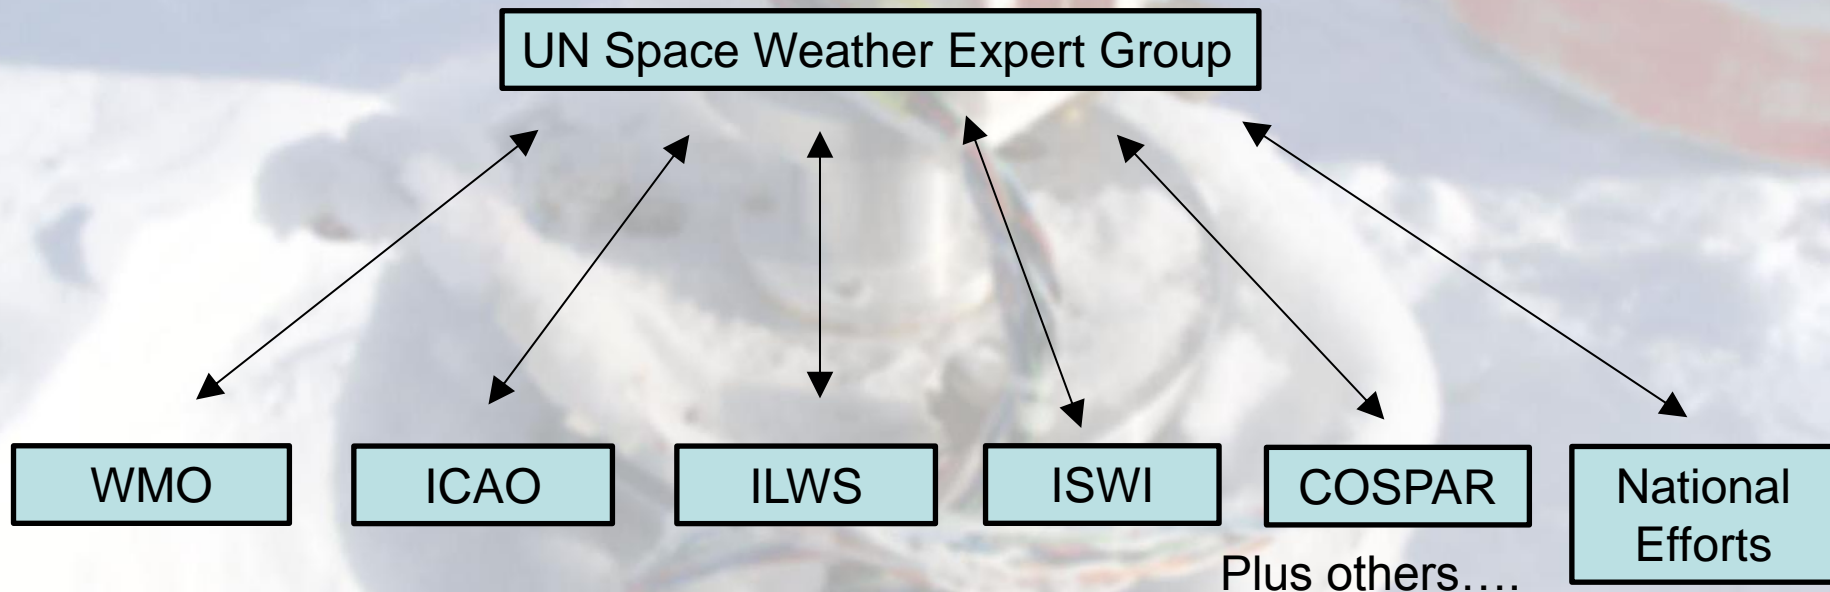 UN Space Weather Expert Group
WMO
ICAO
ILWS
ISWI
COSPAR
National
Efforts
Plus others….